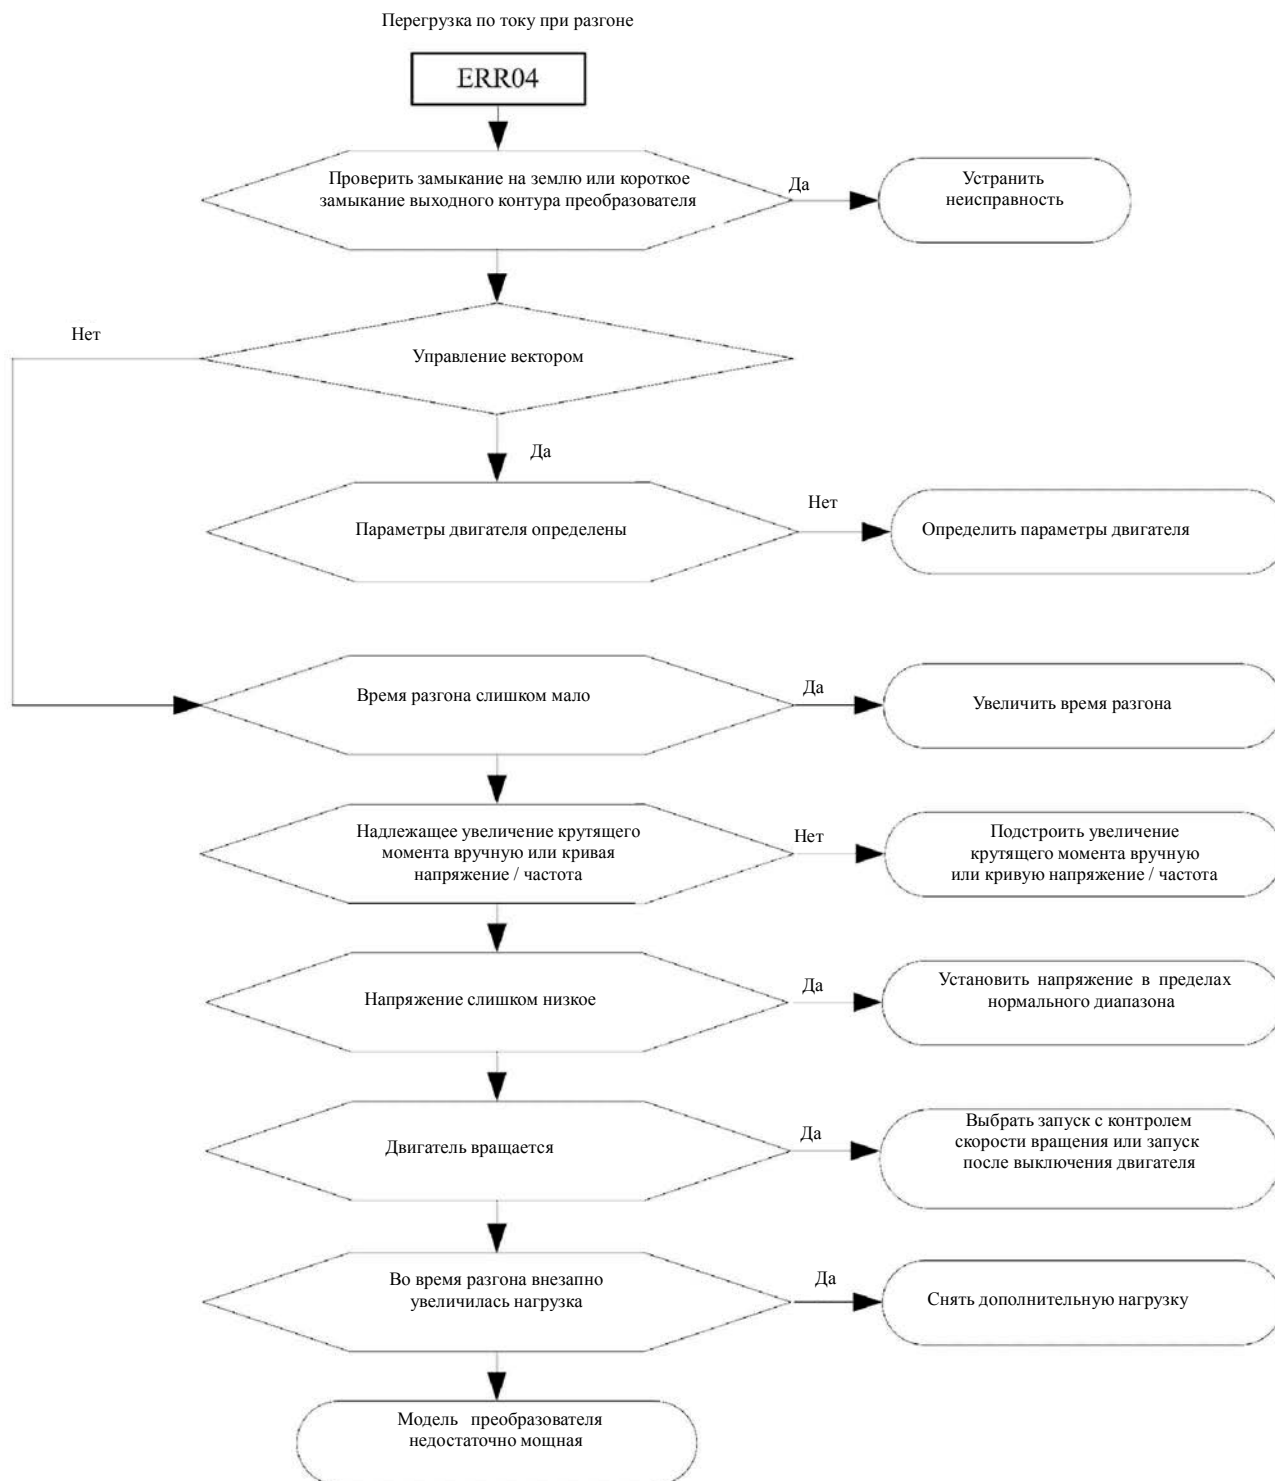 Перегрузка по току при разгоне
ERR04
Проверить замыкание на землю или короткое
замыкание выходного контура преобразователя
Да
Устранить
неисправность
Нет
Управление вектором
Да
Параметры двигателя определены
Нет
Определить параметры двигателя
Время разгона слишком мало
Да
Увеличить время разгона
Надлежащее увеличение крутящего
момента вручную или кривая
напряжение / частота
Нет
Подстроить увеличение
крутящего момента вручную
или кривую напряжение / частота
Напряжение слишком низкое
Да
Установить напряжение в пределах
нормального диапазона
Двигатель вращается
Да
Выбрать запуск с контролем
скорости вращения или запуск
после выключения двигателя
Во время разгона внезапно
увеличилась нагрузка
Да
Снять дополнительную нагрузку
Модель преобразователя
недостаточно мощная